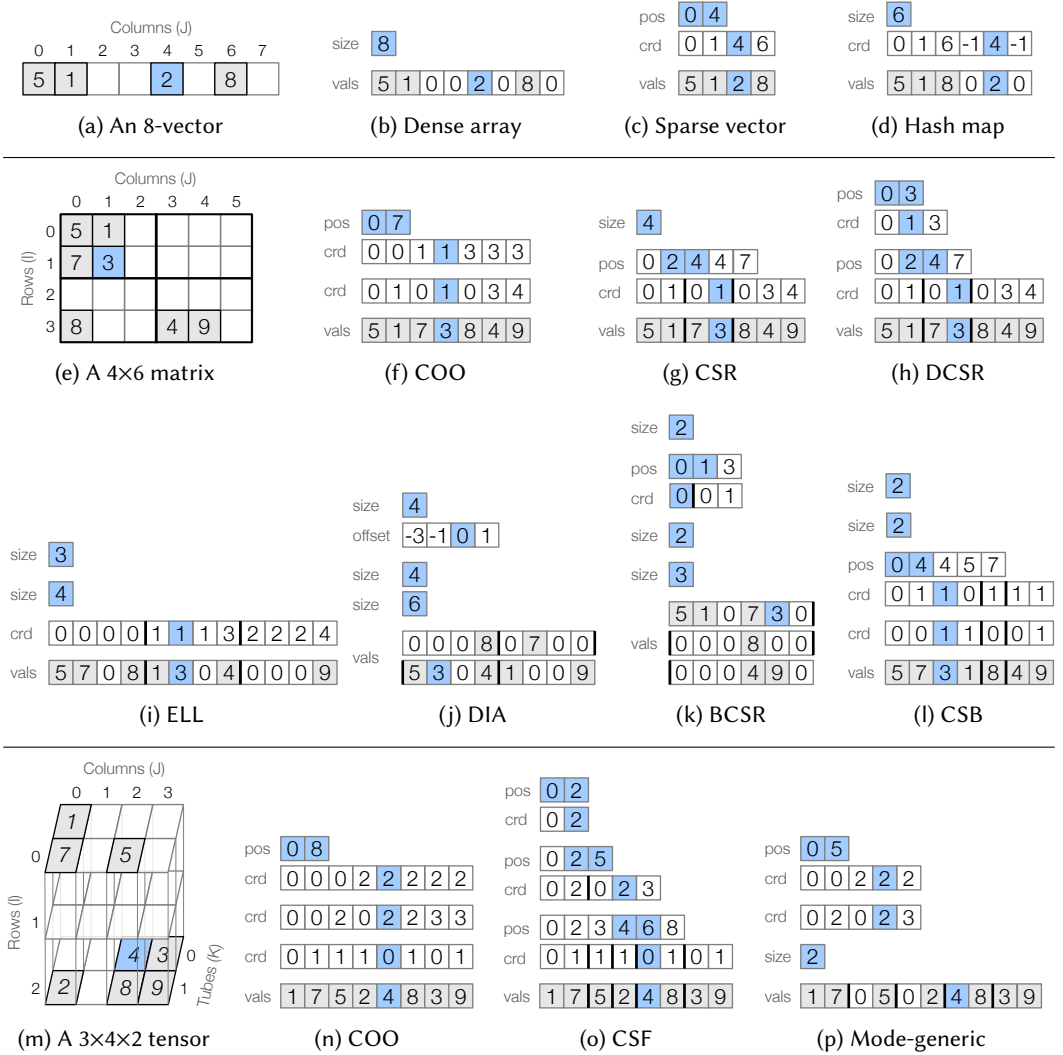 Columns (J)
0 1 2 3 4 5 6 7
5 1 2 8
(a) An 8-vector
size 8
vals 5 1 0 0 2 0 8 0
(b) Dense array
pos 0 4
crd 0 1 4 6
vals 5 1 2 8
(c) Sparse vector
size 6
crd 0 1 6 -1 4 -1
vals 5 1 8 0 2 0
(d) Hash map
Columns (J)
0 1 2 3 4 5
Rows (I)
0 5 1
1 7 3
2
3 8 4 9
(e) A 4×6 matrix
pos 0 7
crd 0 0 1 1 3 3 3
crd 0 1 0 1 0 3 4
vals 5 1 7 3 8 4 9
(f) COO
size 4
pos 0 2 4 4 7
crd 0 1 0 1 0 3 4
vals 5 1 7 3 8 4 9
(g) CSR
pos 0 3
crd 0 1 3
pos 0 2 4 7
crd 0 1 0 1 0 3 4
vals 5 1 7 3 8 4 9
(h) DCSR
size 3
size 4
crd 0 0 0 0 1 1 1 3 2 2 2 4
vals 5 7 0 8 1 3 0 4 0 0 0 9
(i) ELL
size 4
offset -3 -1 0 1
size 4
size 6
vals
0 0 0 8 0 7 0 0
5 3 0 4 1 0 0 9
(j) DIA
size 2
pos 0 1 3
crd 0 0 1
size 2
size 3
vals
5 1 0 7 3 0
0 0 0 8 0 0
0 0 0 4 9 0
(k) BCSR
size 2
size 2
pos 0 4 4 5 7
crd 0 1 1 0 1 1 1
crd 0 0 1 1 0 0 1
vals 5 7 3 1 8 4 9
(l) CSB
Columns (J)
0 1 2 3
Rows (I)
1
0 7 5
1
4 3 0
2 2 8 9 1
Tubes (K)
(m) A 3×4×2 tensor
pos 0 8
crd 0 0 0 2 2 2 2 2
crd 0 0 2 0 2 2 3 3
crd 0 1 1 1 0 1 0 1
vals 1 7 5 2 4 8 3 9
(n) COO
pos 0 2
crd 0 2
pos 0 2 5
crd 0 2 0 2 3
pos 0 2 3 4 6 8
crd 0 1 1 1 0 1 0 1
vals 1 7 5 2 4 8 3 9
(o) CSF
pos 0 5
crd 0 0 2 2 2
crd 0 2 0 2 3
size 2
vals 1 7 0 5 0 2 4 8 3 9
(p) Mode-generic